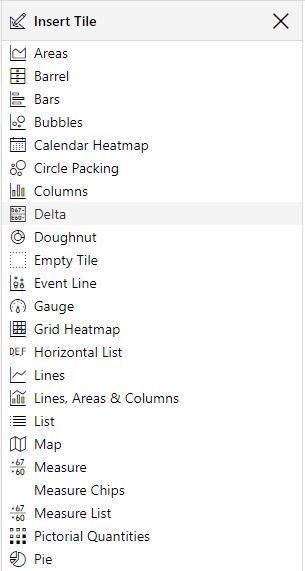 Insert Tile
Areas
Barrel
Bars
Bubbles
Calendar Heatmap
Circle Packing
Columns
Delta
Doughnut
Empty Tile
Event Line
Gauge
Grid Heatmap
DE,F Horizontal List
Lines
Lines, Areas & Columns
List
Map
Measure
Measure Chips
Measure List
Pictorial Quantities
Pie